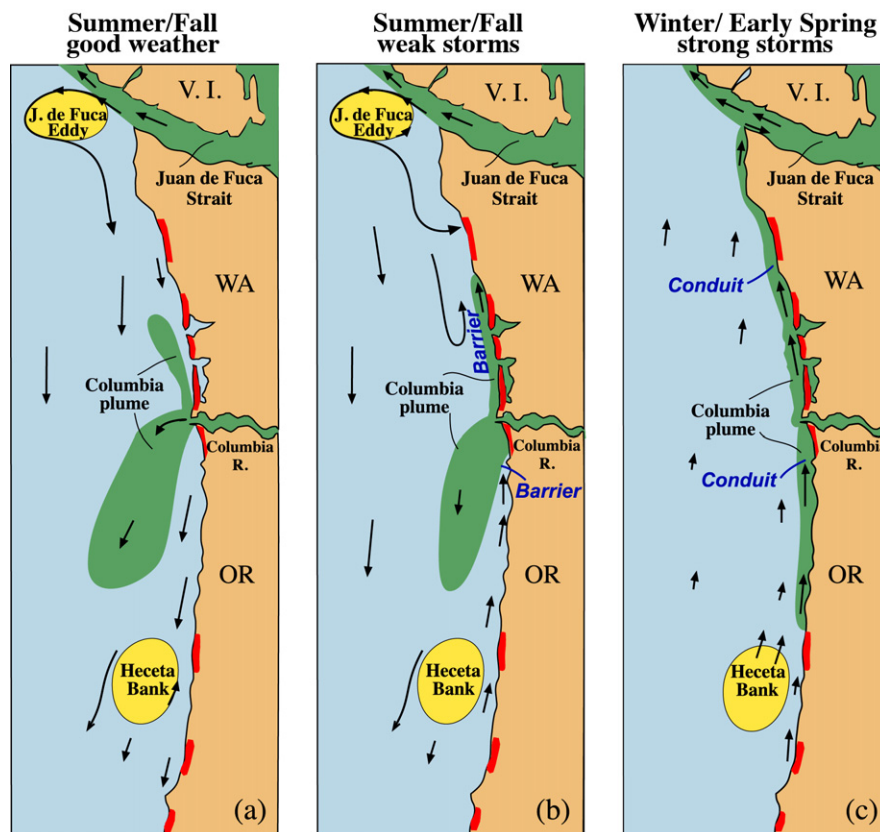 Summer/Fall
good weather
V. I.
J. de Fuca
Eddy
Juan de Fuca
Strait
WA
Columbia
plume
Columbia
R.
OR
Heceta
Bank
(a)
Summer/Fall
weak storms
V. I.
J. de Fuca
Eddy
Juan de Fuca
Strait
WA
Barrier
Columbia
plume
Columbia
R.
Barrier
OR
Heceta
Bank
(b)
Winter/ Early Spring
strong storms
V. I.
Juan de Fuca
Strait
WA
Conduit
Columbia
plume
Columbia
R.
Conduit
OR
Heceta
Bank
(c)